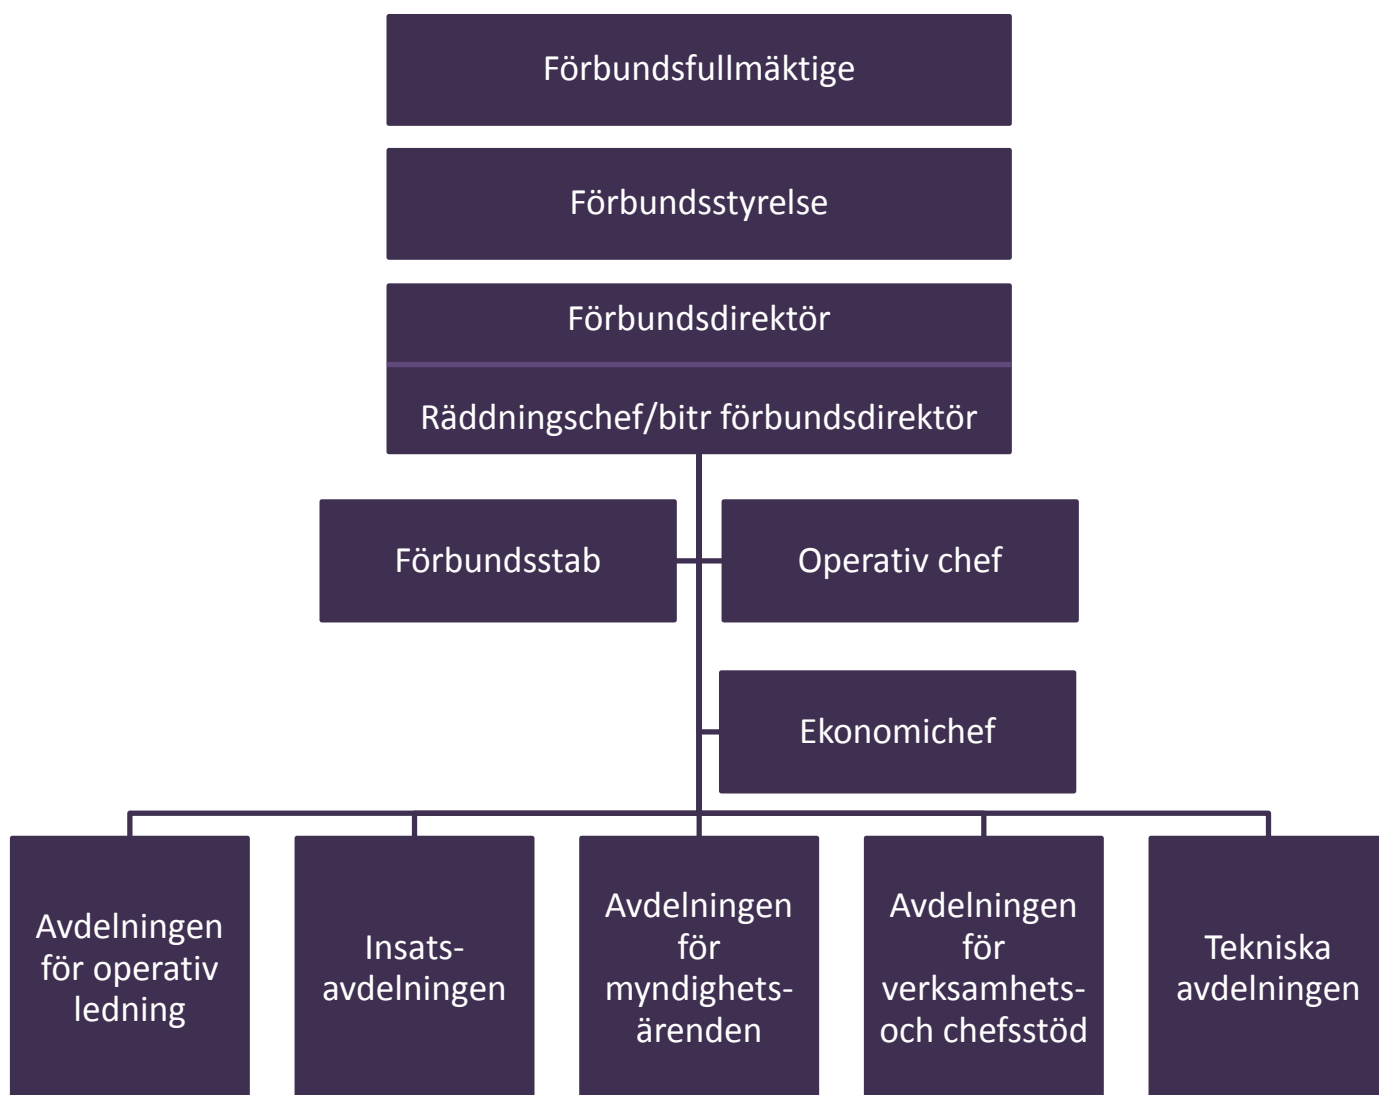 Förbundsfullmäktige
Förbundsstyrelse
Förbundsdirektör
Räddningschef/bitr förbundsdirektör
Förbundsstab
Operativ chef
Ekonomichef
Avdelningen
för operativ
ledning
Insats-
avdelningen
Avdelningen
för
myndighets-
ärenden
Avdelningen
för
verksamhets-
och chefsstöd
Tekniska
avdelningen